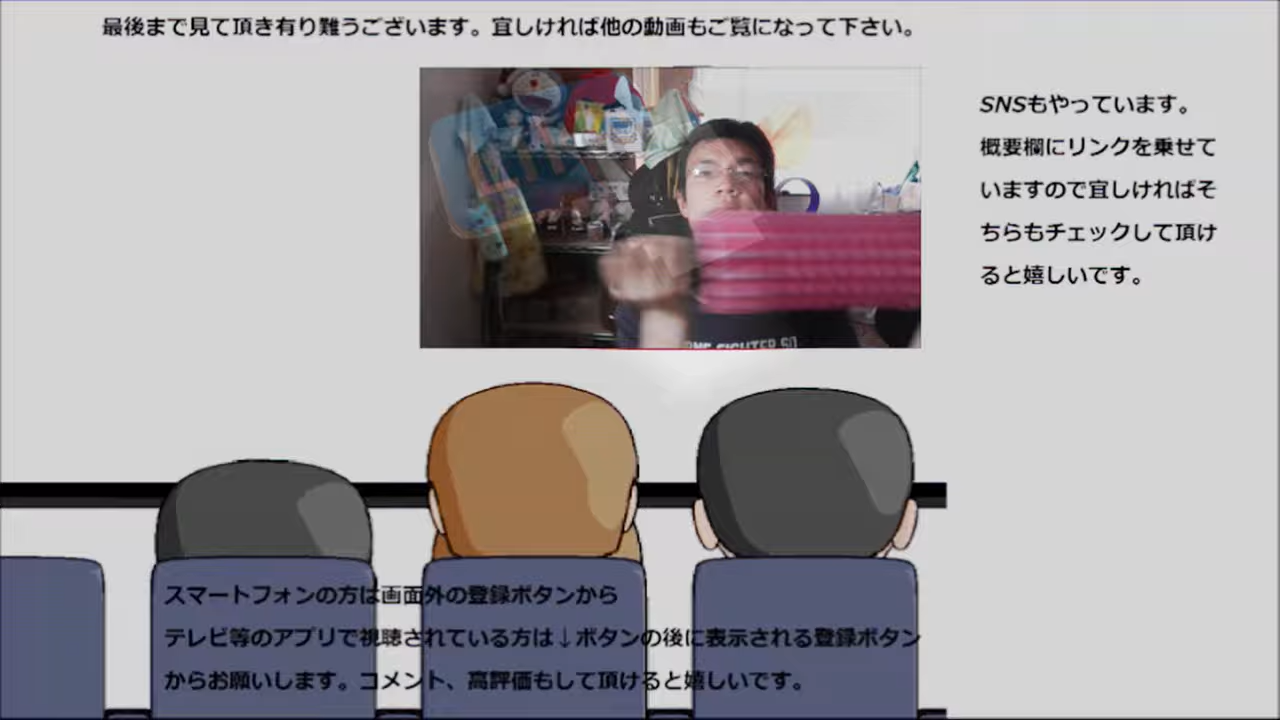 最後まで見て頂き有り難うございます。宜しければ他の動画もご覧になって下さい。
SNSもやっています。
概要欄にリンクを乗せて
いますので宜しければそ
ちらもチェックして頂け
ると嬉しいです。
スマートフォンの方は画面外の登録ボタンから
テレビ等のアプリで視聴されている方は↓ボタンの後に表示される登録ボタン
からお願いします。コメント、高評価もして頂けると嬉しいです。